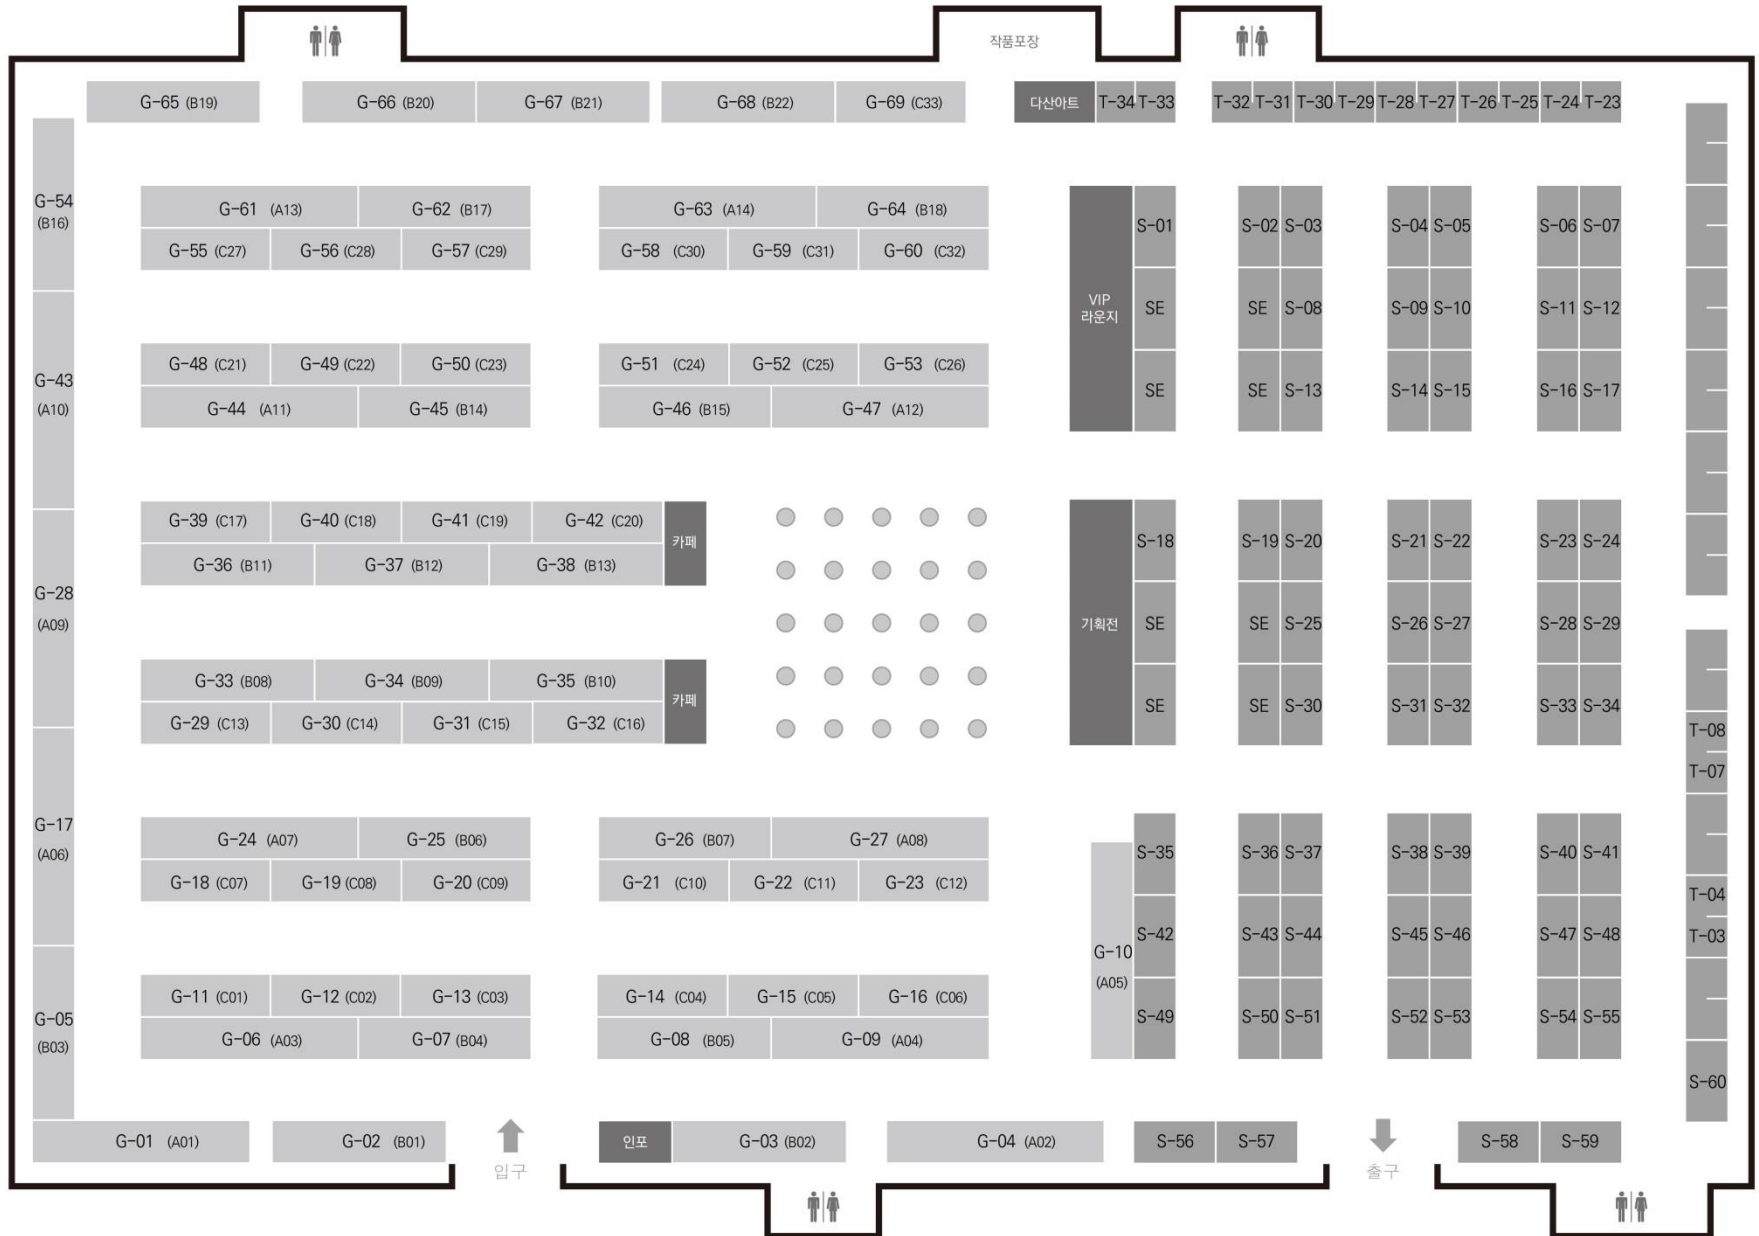 작품포장
G-65 (B19) G-66 (B20) G-67 (B21) G-68 (B22) G-69 (C33) 다산아트 T-34 T-33 T-32 T-31 T-30 T-29 T-28 T-27 T-26 T-25 T-24 T-23
G-54
(B16)
G-61 (A13) G-62 (B17) G-63 (A14) G-64 (B18)
G-55 (C27) G-56 (C28) G-57 (C29) G-58 (C30) G-59 (C31) G-60 (C32)
S-01 S-02 S-03 S-04 S-05 S-06 S-07
VIP
라운지
SE SE S-08 S-09 S-10 S-11 S-12
G-43
(A10)
G-48 (C21) G-49 (C22) G-50 (C23) G-51 (C24) G-52 (C25) G-53 (C26)
G-44 (A11) G-45 (B14) G-46 (B15) G-47 (A12)
SE SE S-13 S-14 S-15 S-16 S-17
G-39 (C17) G-40 (C18) G-41 (C19) G-42 (C20)
카페
G-36 (B11) G-37 (B12) G-38 (B13)
S-18 S-19 S-20 S-21 S-22 S-23 S-24
G-28
(A09)
기획전
SE SE S-25 S-26 S-27 S-28 S-29
G-33 (B08) G-34 (B09) G-35 (B10)
카페
G-29 (C13) G-30 (C14) G-31 (C15) G-32 (C16)
SE SE S-30 S-31 S-32 S-33 S-34
T-08
T-07
G-17
(A06)
G-24 (A07) G-25 (B06) G-26 (B07) G-27 (A08)
G-18 (C07) G-19 (C08) G-20 (C09) G-21 (C10) G-22 (C11) G-23 (C12)
S-35 S-36 S-37 S-38 S-39 S-40 S-41
T-04
T-03
G-10
(A05)
S-42 S-43 S-44 S-45 S-46 S-47 S-48
G-05
(B03)
G-11 (C01) G-12 (C02) G-13 (C03) G-14 (C04) G-15 (C05) G-16 (C06)
G-06 (A03) G-07 (B04) G-08 (B05) G-09 (A04)
S-49 S-50 S-51 S-52 S-53 S-54 S-55
S-60
G-01 (A01) G-02 (B01) 인포 G-03 (B02) G-04 (A02) S-56 S-57 S-58 S-59
입구 출구